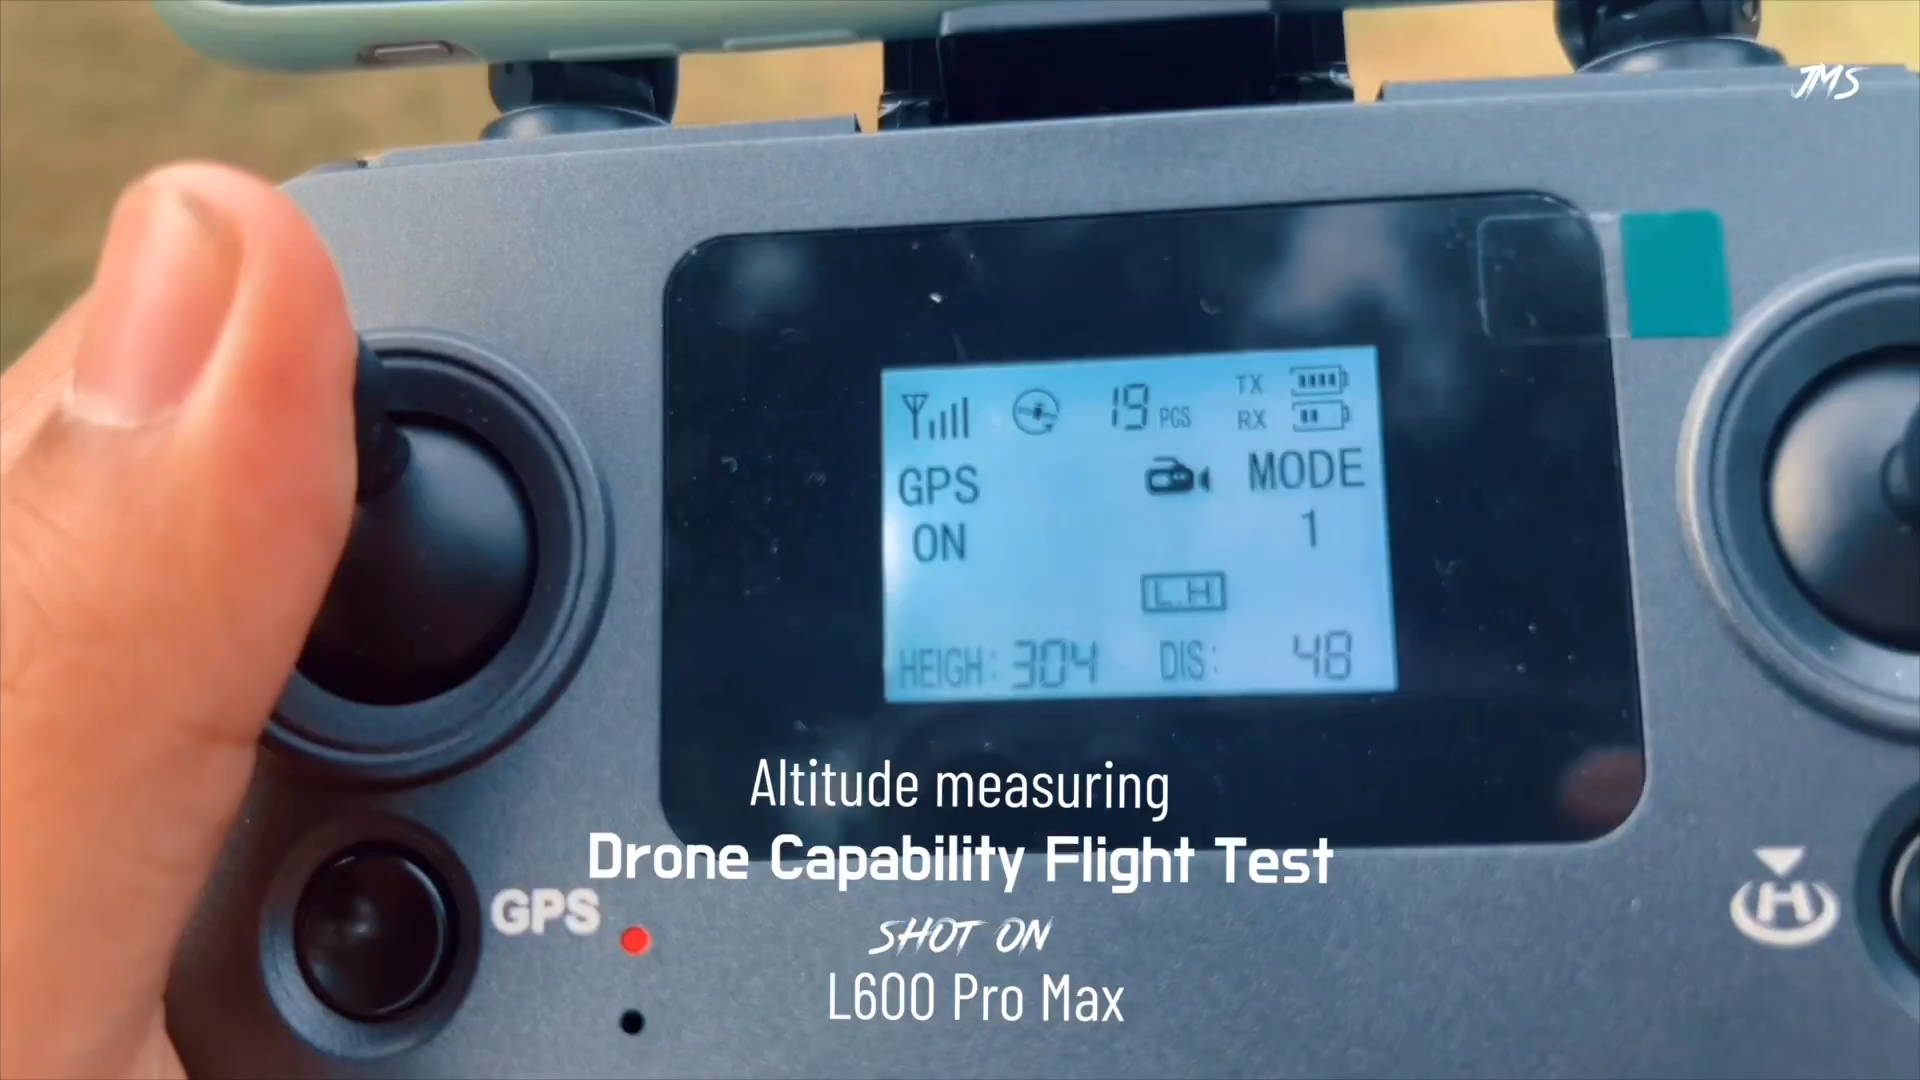 JMS
19 PCS
TX
RX
GPS
ON
MODE
1
L.H
HEIGH: 304 DIS: 48
Altitude measuring
Drone Capability Flight Test
GPS
SHOT ON
L600 Pro Max
H